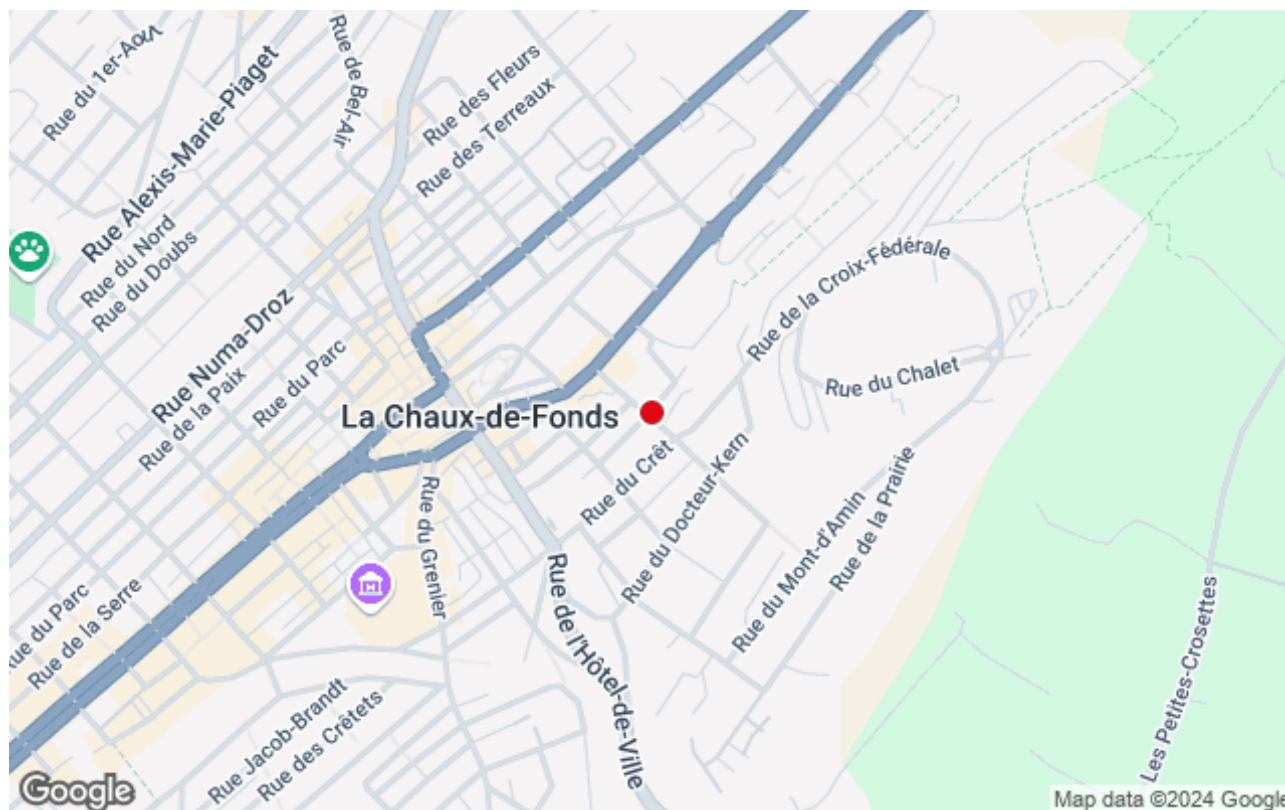 Rue du 1er-Août
Rue de Bel-Air
Rue Alexis-Marie-Piaget
Rue des Fleurs
Rue des Terreaux
Rue du Nord
Rue du Doubs
Rue Numa-Droz
Rue de la Croix-Fédérale
Rue du Parc
Rue de la Paix
Rue du Chalet
La Chaux-de-Fonds
Rue du Crêt
Rue du Docteur-Kern
Rue du Grenier
Rue du Mont-d'Amin
Rue de la Prairie
Rue de l'Hôtel-de-Ville
Rue du Parc
Rue de la Serre
Les Petites-Crosettes
Rue Jacob-Brandt
Rue des Crêtets
Google
Map data ©2024 Google